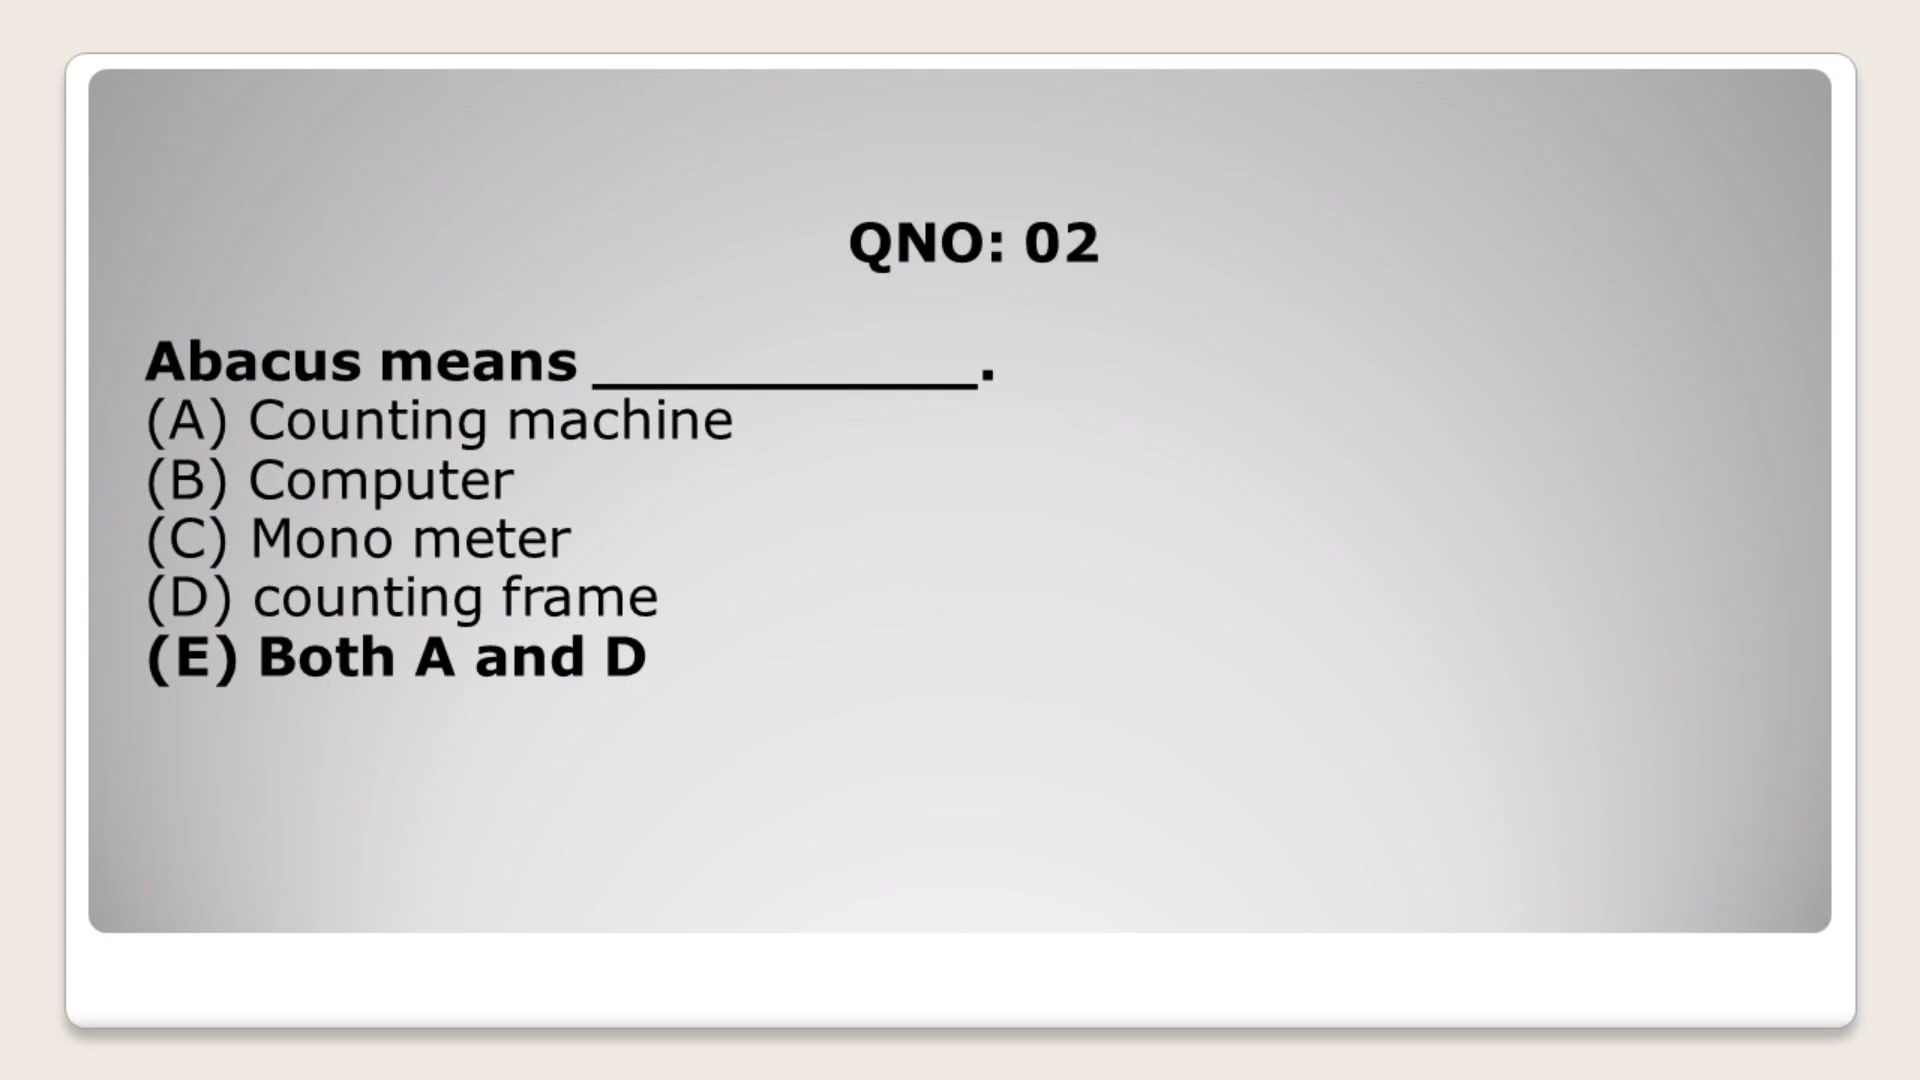 QNO: 02
Abacus means ____________.
(A) Counting machine
(B) Computer
(C) Mono meter
(D) counting frame
(E) Both A and D